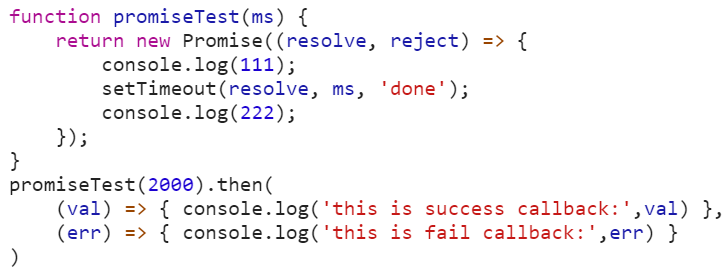 function promiseTest(ms) {
    return new Promise((resolve, reject) => {
        console.log(111);
        setTimeout(resolve, ms, 'done');
        console.log(222);
    });
}
promiseTest(2000).then(
    (val) => { console.log('this is success callback:',val) },
    (err) => { console.log('this is fail callback:',err) }
)